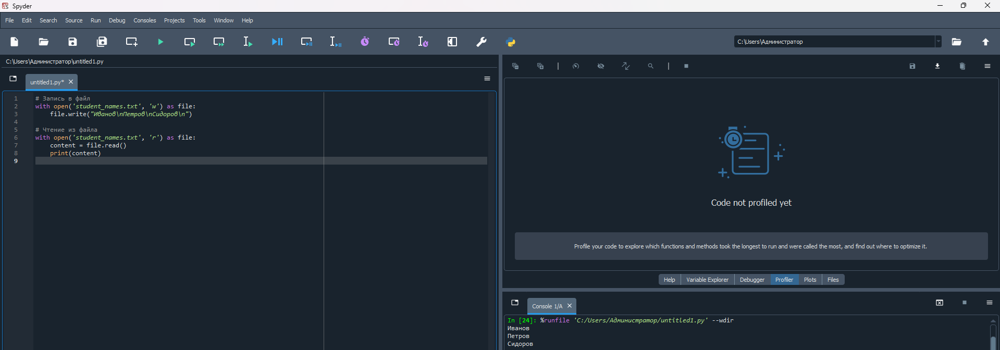 Spyder
File Edit Search Source Run Debug Consoles Projects Tools Window Help
C:\Users\Администратор
C:\Users\Администратор\untitled1.py
untitled1.py*
1 # Запись в файл
2 with open('student_names.txt', 'w') as file:
3     file.write("Иванов\nПетров\nСидоров\n")
4
5 # Чтение из файла
6 with open('student_names.txt', 'r') as file:
7     content = file.read()
8     print(content)
9
Code not profiled yet
Profile your code to explore which functions and methods took the longest to run and were called the most, and find out where to optimize it.
Help Variable Explorer Debugger Profiler Plots Files
Console 1/A
In [24]: %runfile 'C:/Users/Администратор/untitled1.py' --wdir
Иванов
Петров
Сидоров